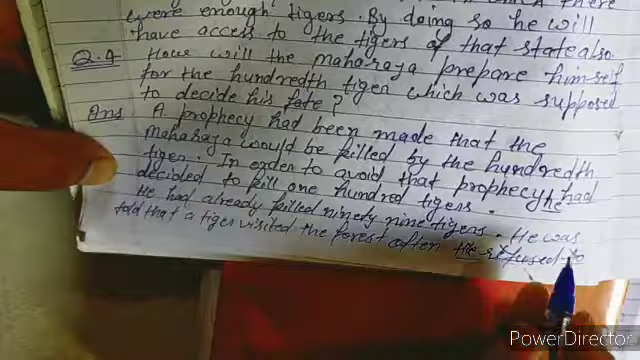 were enough tigers. By doing so he will
have access to the tigers of that state also
Q.4 How will the maharaja prepare himself
for the hundredth tiger which was supposed
to decide his fate?
Ans A prophecy had been made that the
maharaja would be killed by the hundredth
tiger. In order to avoid that prophecy he had
decided to kill one hundred tigers.
He had already killed ninety nine tigers. He was
told that a tiger visited the forest often He refused to
PowerDirector